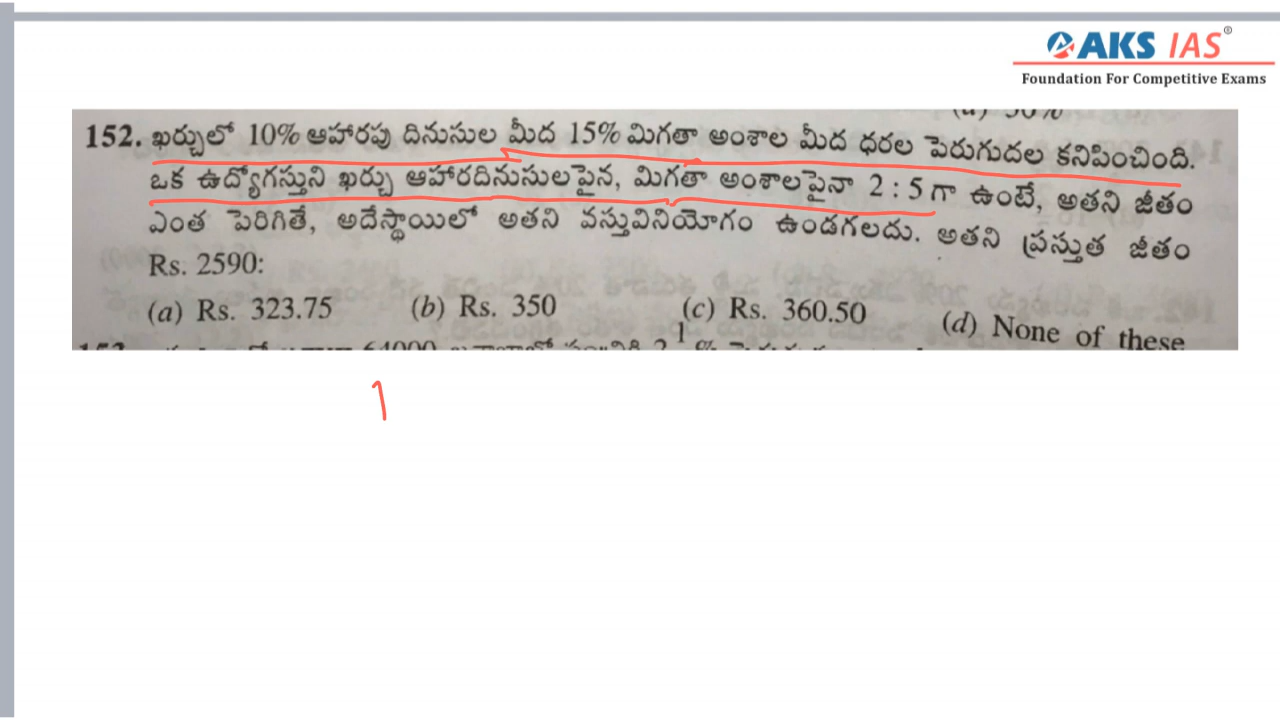 AKS IAS®
Foundation For Competitive Exams
152. ఖర్చులో 10% ఆహారపు దినుసుల మీద 15% మిగతా అంశాల మీద ధరల పెరుగుదల కనిపించింది.
ఒక ఉద్యోగస్తుని ఖర్చు ఆహారదినుసులపైన, మిగతా అంశాలపైనా 2 : 5 గా ఉంటే, అతని జీతం
ఎంత పెరిగితే, అదేస్థాయిలో అతని వస్తువినియోగం ఉండగలదు. అతని ప్రస్తుత జీతం
Rs. 2590:
(a) Rs. 323.75 (b) Rs. 350 (c) Rs. 360.50 (d) None of these
1